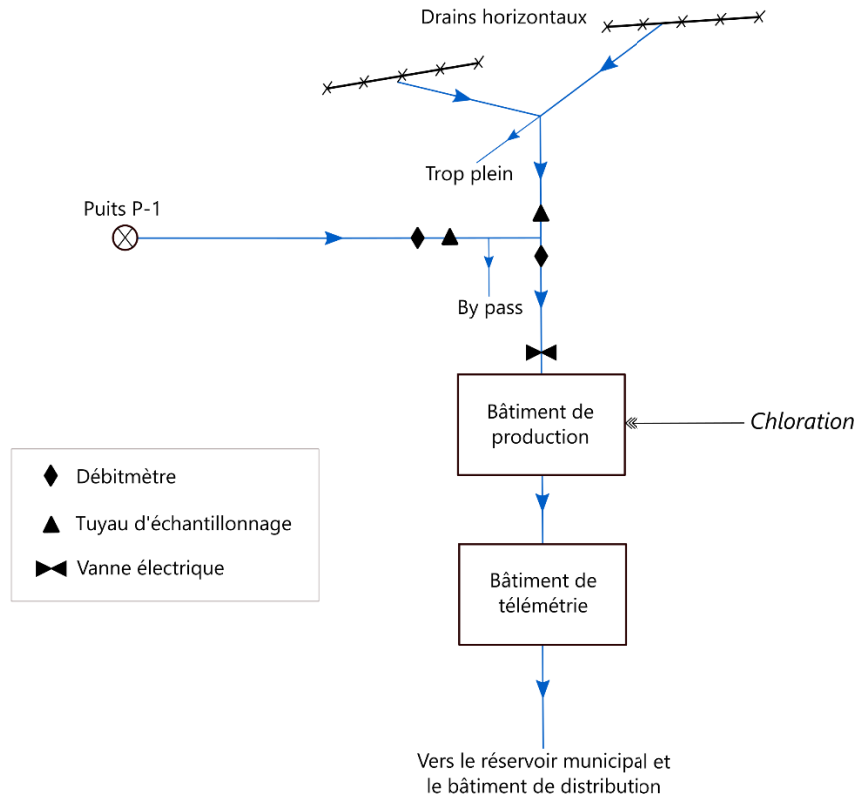 Drains horizontaux
Trop plein
Puits P-1
By pass
Bâtiment de
production
Chloration
Débitmètre
Tuyau d'échantillonnage
Vanne électrique
Bâtiment de
télémétrie
Vers le réservoir municipal et
le bâtiment de distribution